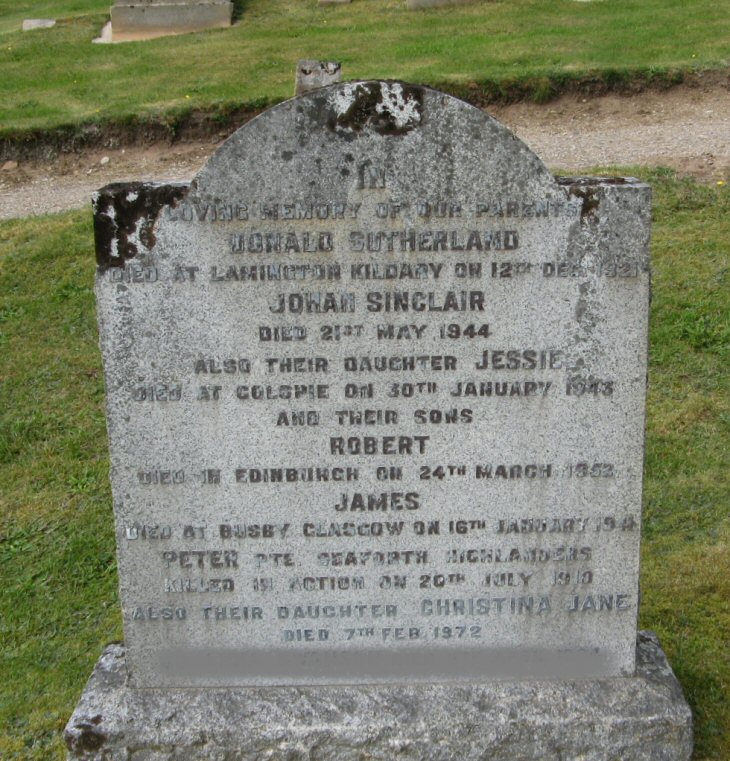 IN
LOVING MEMORY OF OUR PARENTS
DONALD SUTHERLAND
DIED AT LAMINGTON KILDARY ON 12TH DEC. 1921
JOHAN SINCLAIR
DIED 21ST MAY 1944
ALSO THEIR DAUGHTER JESSIE
DIED AT GOLSPIE ON 30TH JANUARY 1943
AND THEIR SONS
ROBERT
DIED IN EDINBURGH ON 24TH MARCH 1953
JAMES
DIED AT BUSBY GLASGOW ON 16TH JANUARY
PETER PTE SEAFORTH HIGHLANDERS
KILLED IN ACTION ON 20TH JULY
ALSO THEIR DAUGHTER CHRISTINA JANE
DIED 7TH FEB 1972